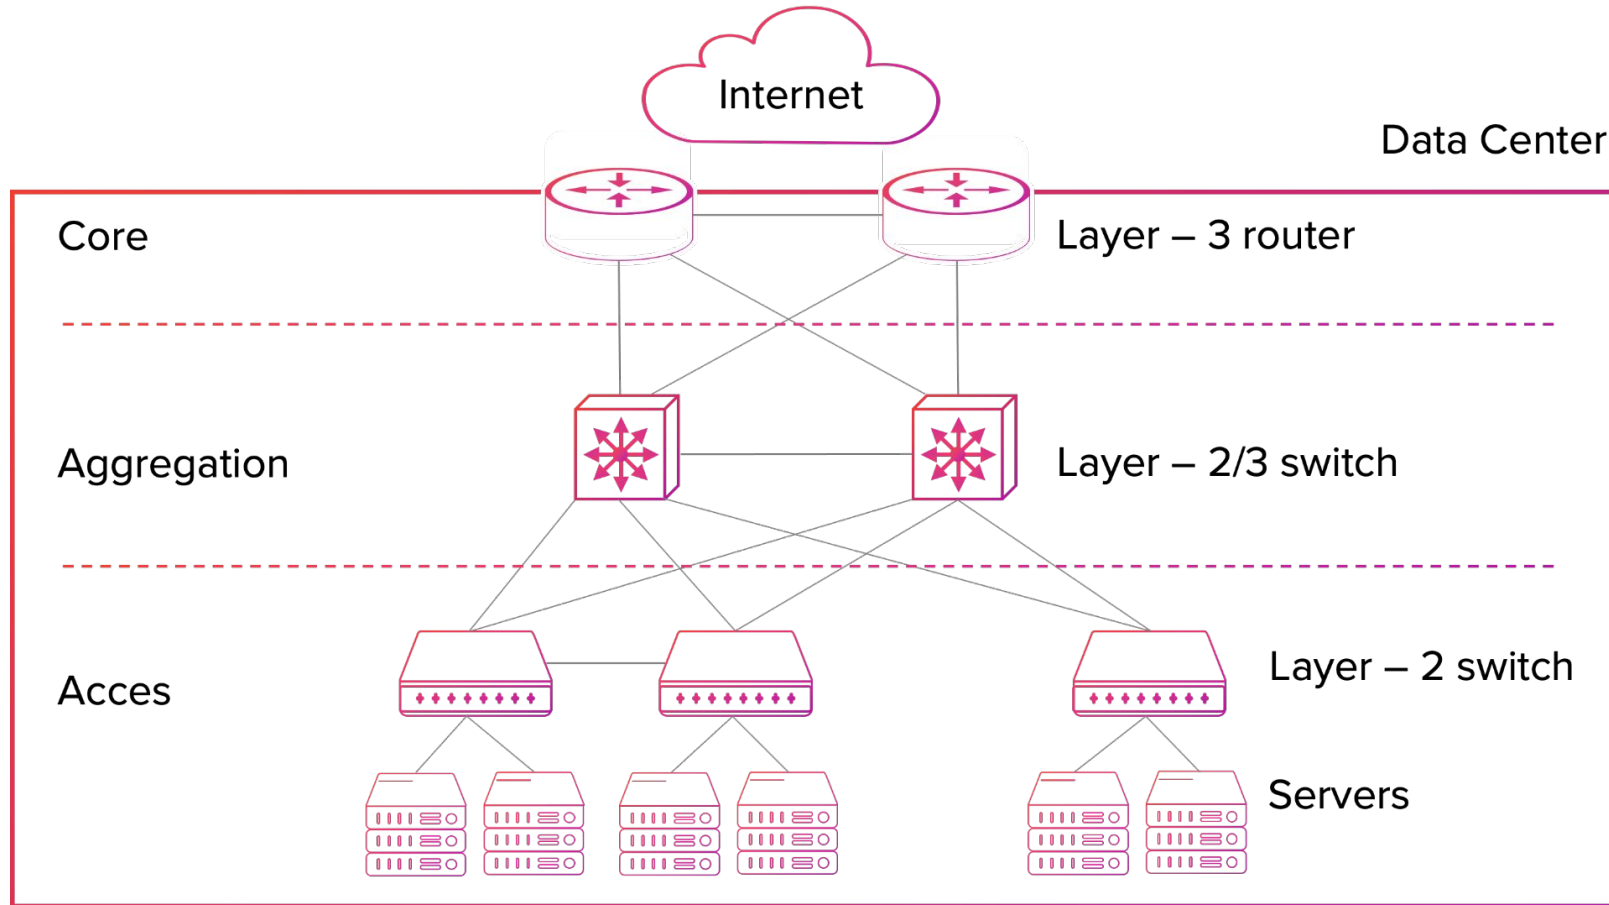 Internet
Data Center
Core
Layer – 3 router
Aggregation
Layer – 2/3 switch
Acces
Layer – 2 switch
Servers